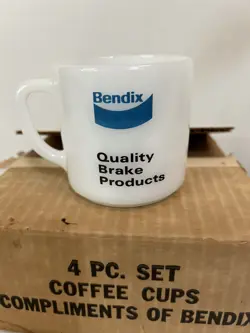 Bendix
Quality
Brake
Products
4 PC. SET
COFFEE CUPS
COMPLIMENTS OF BENDIX